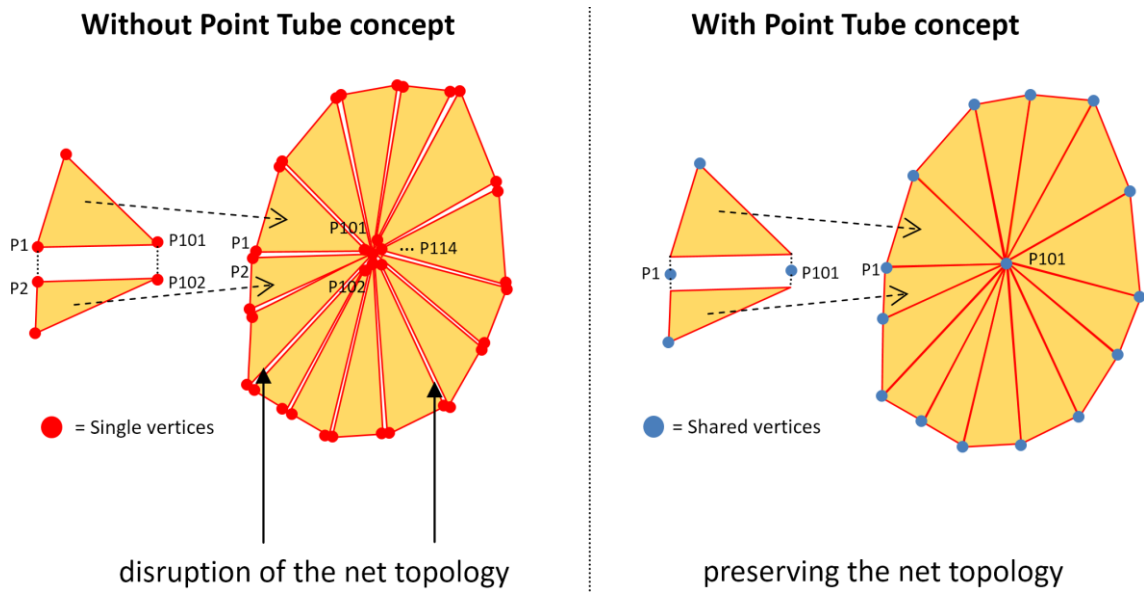 Without Point Tube concept
P1
P101
P2
P102
P1
P2
P101
P102
... P114
= Single vertices
disruption of the net topology
With Point Tube concept
P1
P101
P1
P101
= Shared vertices
preserving the net topology